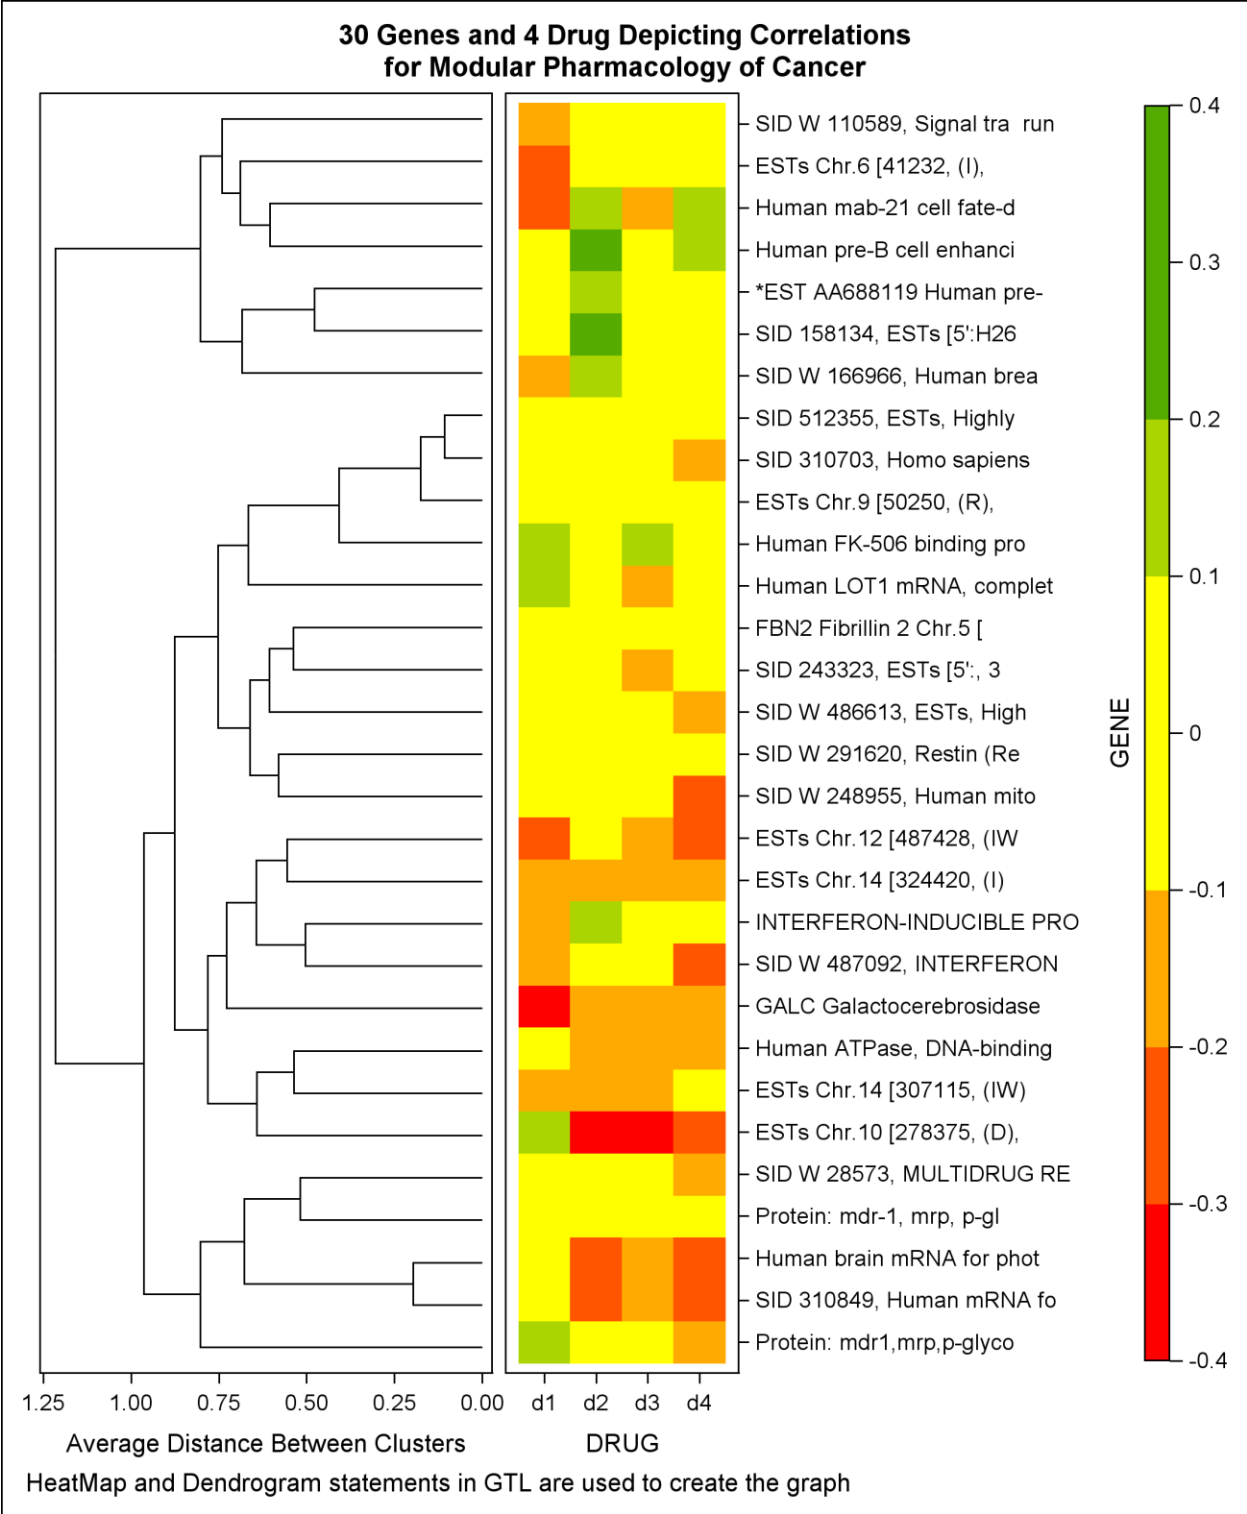 30 Genes and 4 Drug Depicting Correlations
for Modular Pharmacology of Cancer
SID W 110589, Signal tra run
ESTs Chr.6 [41232, (I),
Human mab-21 cell fate-d
Human pre-B cell enhanci
*EST AA688119 Human pre-
SID 158134, ESTs [5':H26
SID W 166966, Human brea
SID 512355, ESTs, Highly
SID 310703, Homo sapiens
ESTs Chr.9 [50250, (R),
Human FK-506 binding pro
Human LOT1 mRNA, complet
FBN2 Fibrillin 2 Chr.5 [
SID 243323, ESTs [5':, 3
SID W 486613, ESTs, High
SID W 291620, Restin (Re
SID W 248955, Human mito
ESTs Chr.12 [487428, (IW
ESTs Chr.14 [324420, (I)
INTERFERON-INDUCIBLE PRO
SID W 487092, INTERFERON
GALC Galactocerebrosidase
Human ATPase, DNA-binding
ESTs Chr.14 [307115, (IW)
ESTs Chr.10 [278375, (D),
SID W 28573, MULTIDRUG RE
Protein: mdr-1, mrp, p-gl
Human brain mRNA for phot
SID 310849, Human mRNA fo
Protein: mdr1,mrp,p-glyco
GENE
0.4
0.3
0.2
0.1
0
-0.1
-0.2
-0.3
-0.4
1.25 1.00 0.75 0.50 0.25 0.00
d1 d2 d3 d4
Average Distance Between Clusters
DRUG
HeatMap and Dendrogram statements in GTL are used to create the graph